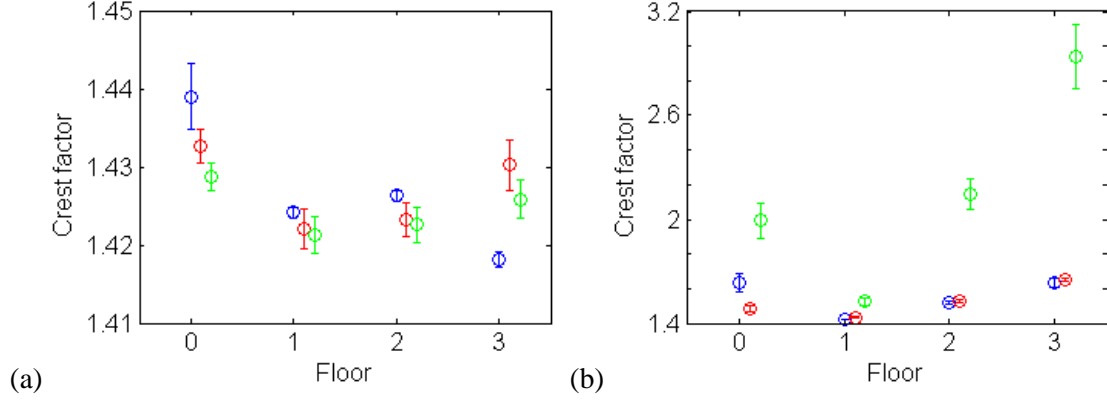 1.45
1.44
1.43
1.42
1.41
Crest factor
0 1 2 3
Floor
(a)
3.2
2.6
2
1.4
Crest factor
0 1 2 3
Floor
(b)